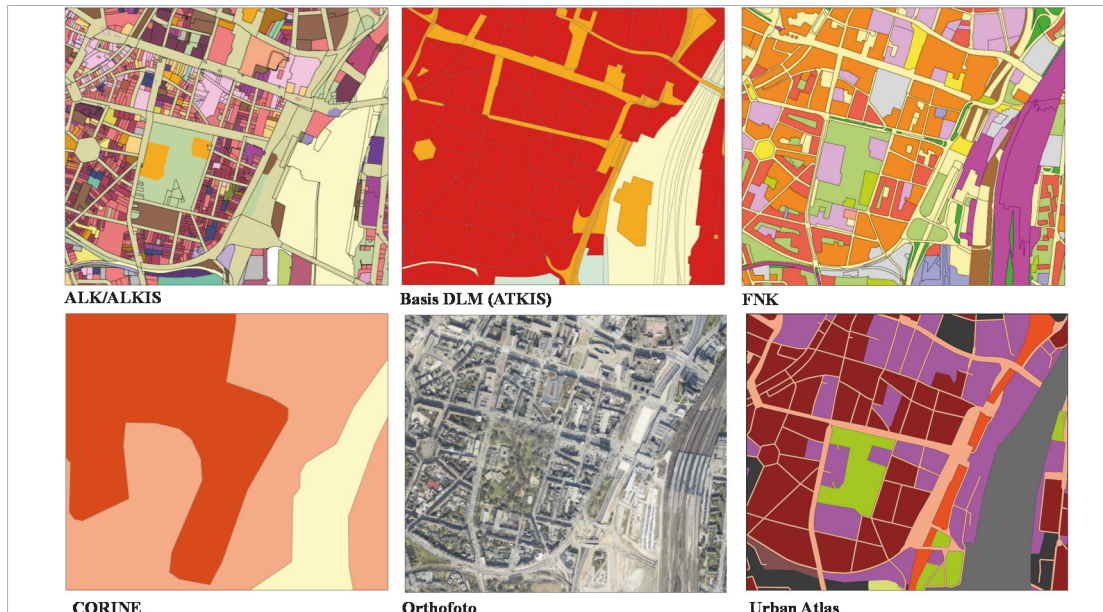 ALK/ALKIS
Basis DLM (ATKIS)
FNK
CORINE
Orthofoto
Urban Atlas